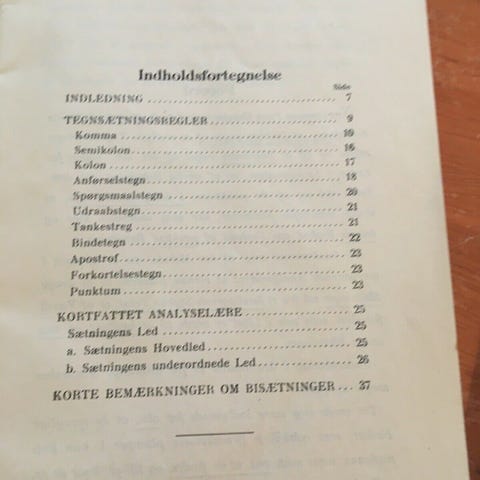 Indholdsfortegnelse
Side
INDLEDNING ........ 7
TEGNSÆTNINGSREGLER ........ 9
Komma ........ 10
Semikolon ........ 16
Kolon ........ 17
Anførselstegn ........ 18
Spørgsmaalstegn ........ 20
Udraabstegn ........ 21
Tankestreg ........ 21
Bindetegn ........ 22
Apostrof ........ 23
Forkortelsestegn ........ 23
Punktum ........ 23
KORTFATTET ANALYSELÆRE ........ 25
Sætningens Led ........ 25
a. Sætningens Hovedled ........ 25
b. Sætningens underordnede Led ........ 26
KORTE BEMÆRKNINGER OM BISÆTNINGER ... 37